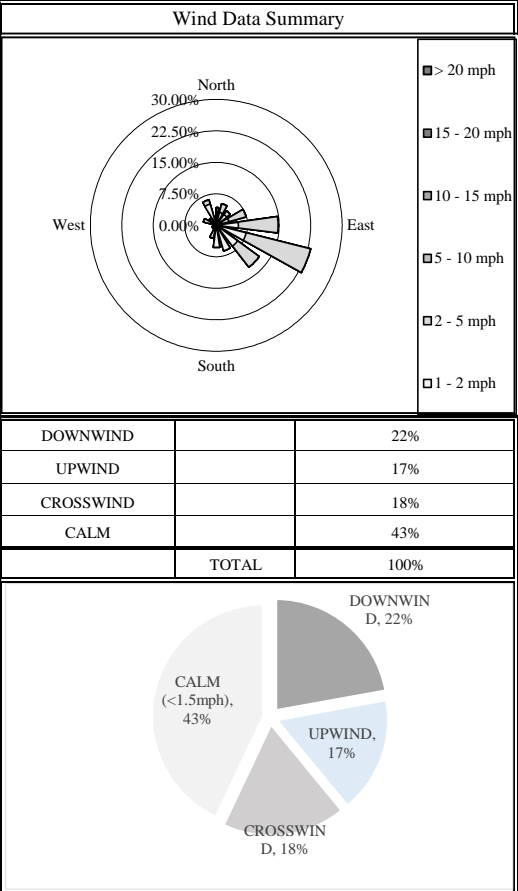 Wind Data Summary
North
30.00%
22.50%
15.00%
7.50%
0.00%
West
East
South
> 20 mph
15 - 20 mph
10 - 15 mph
5 - 10 mph
2 - 5 mph
1 - 2 mph
DOWNWIND 22%
UPWIND 17%
CROSSWIND 18%
CALM 43%
TOTAL 100%
DOWNWIN
D, 22%
CALM
(<1.5mph),
43%
UPWIND,
17%
CROSSWIN
D, 18%